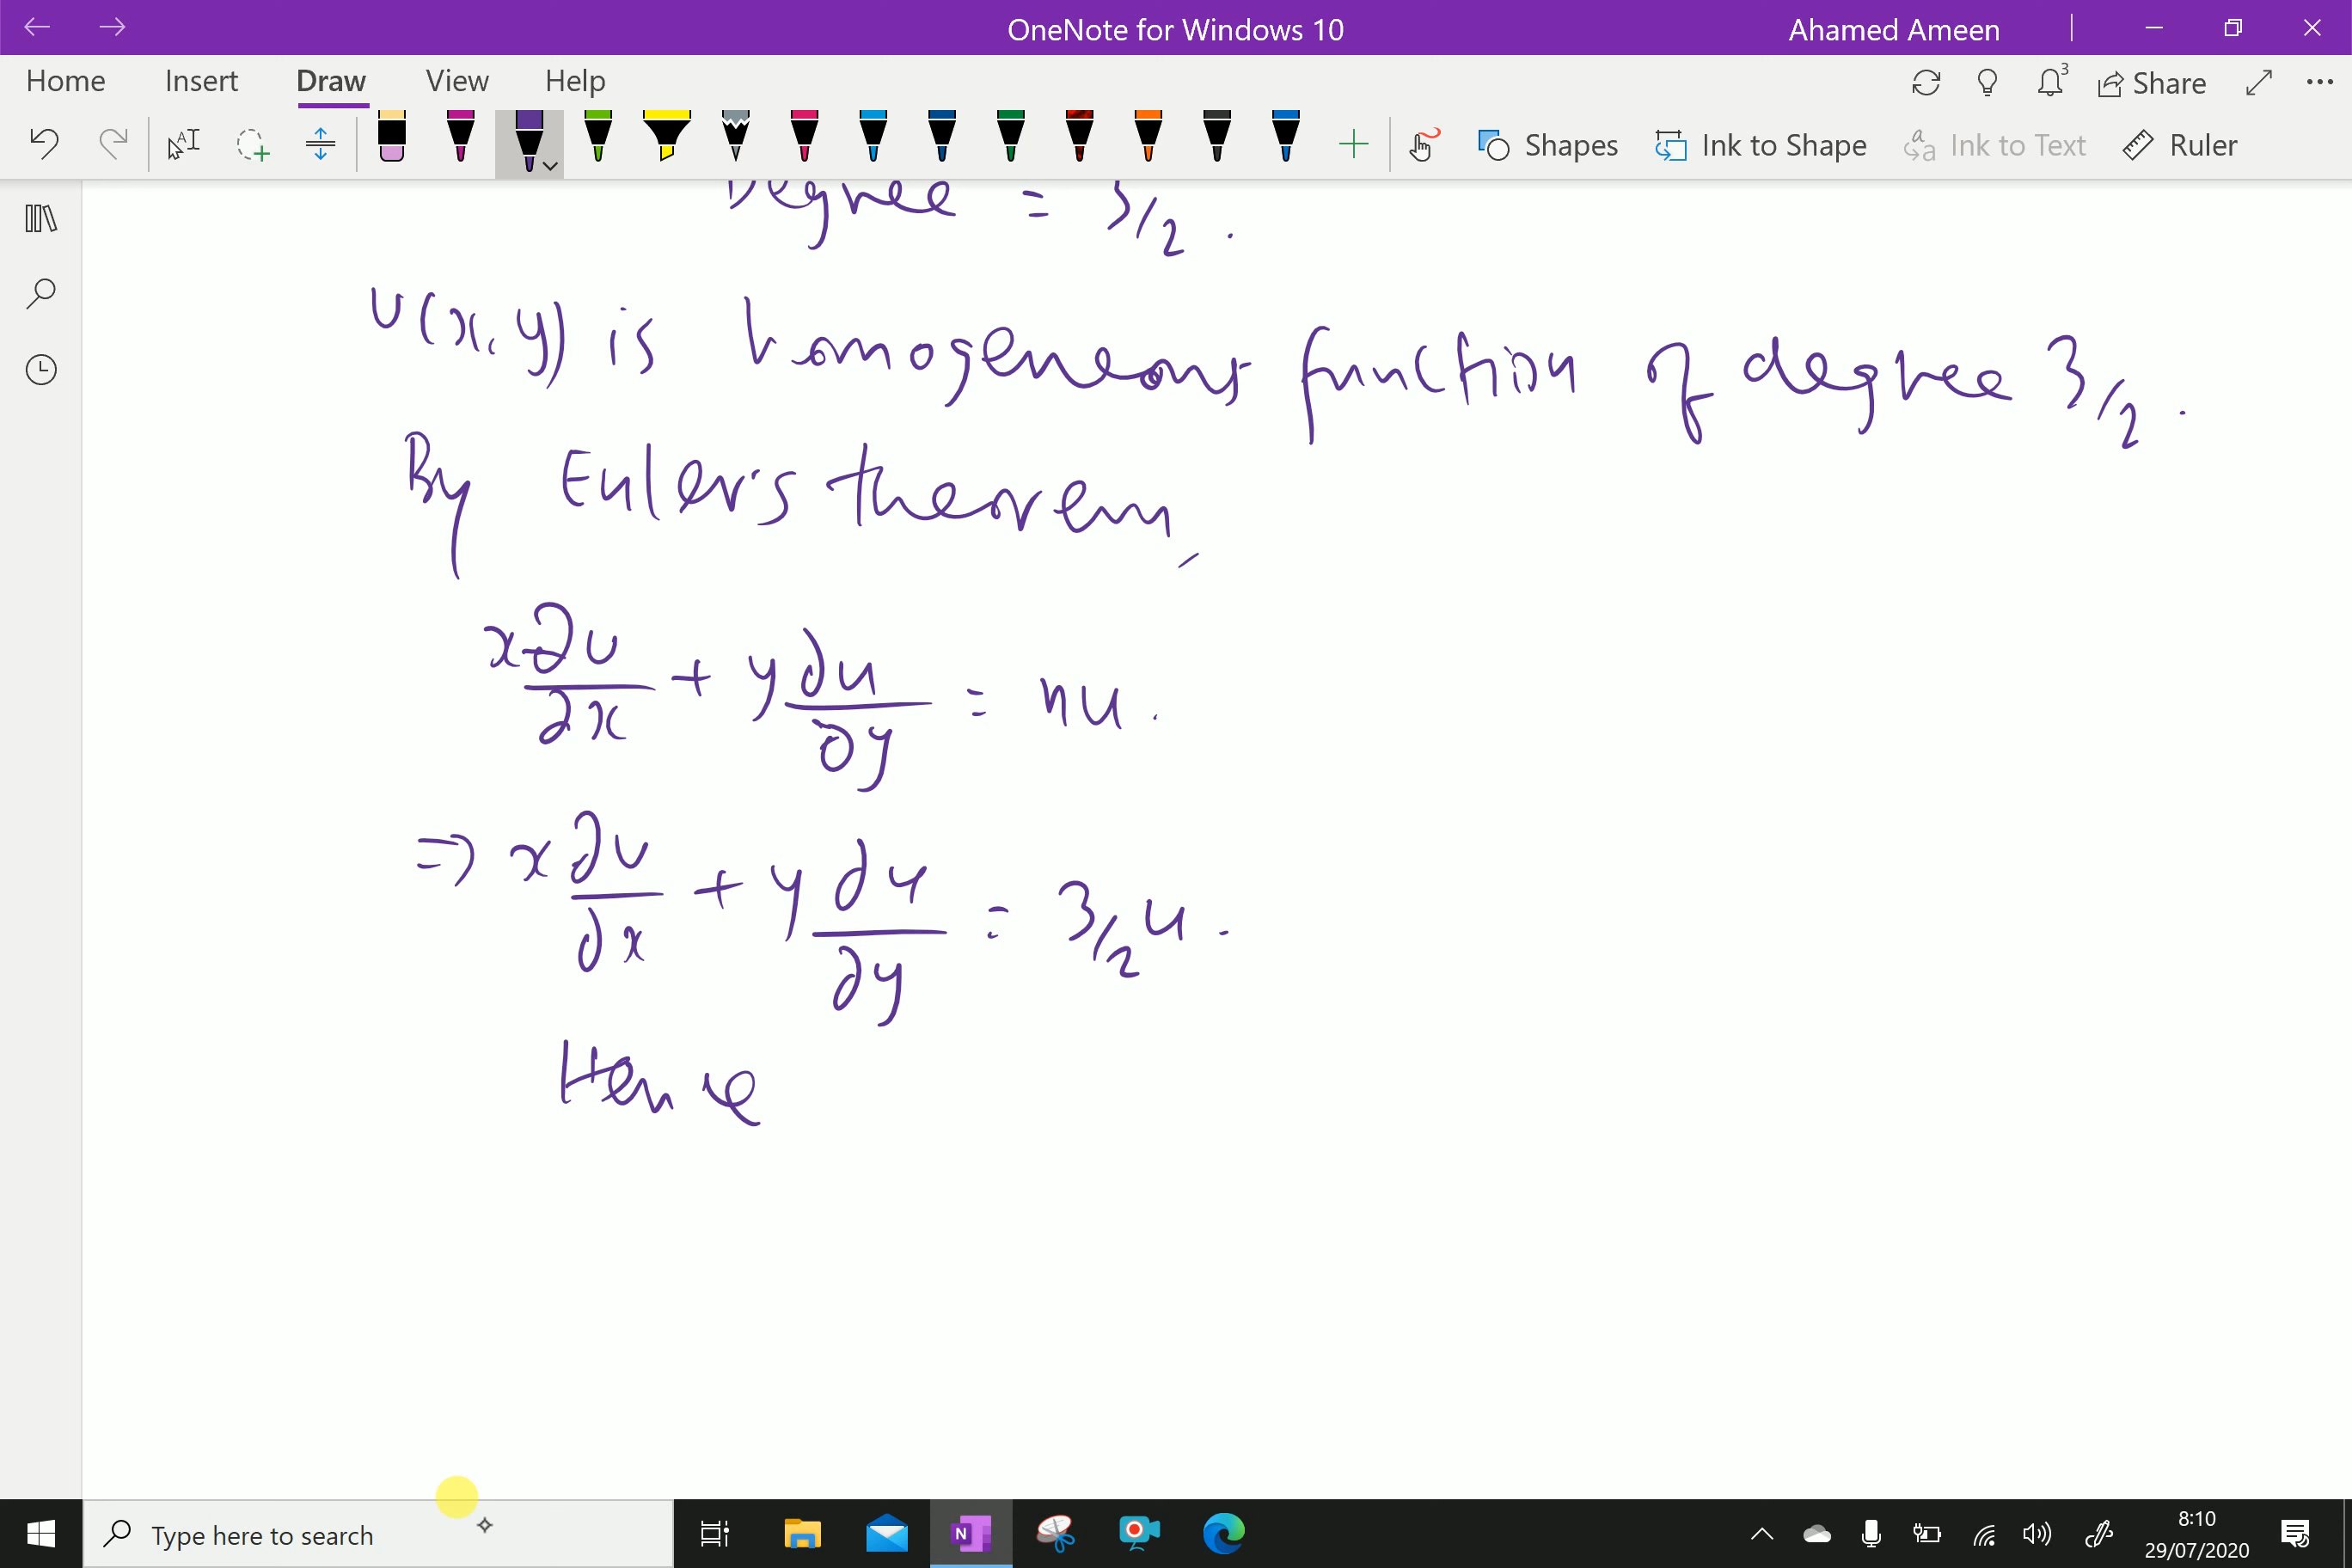 OneNote for Windows 10
Ahamed Ameen
Home Insert Draw View Help
3
Share
Shapes Ink to Shape Ink to Text Ruler
Degree = 3/2 .
U(x,y) is homogeneous function of degree 3/2 .
By Euler's theorem,
x ∂u/∂x + y ∂u/∂y = nu .
⇒ x ∂u/∂x + y ∂u/∂y = 3/2 u .
Hence
Type here to search
8:10
29/07/2020